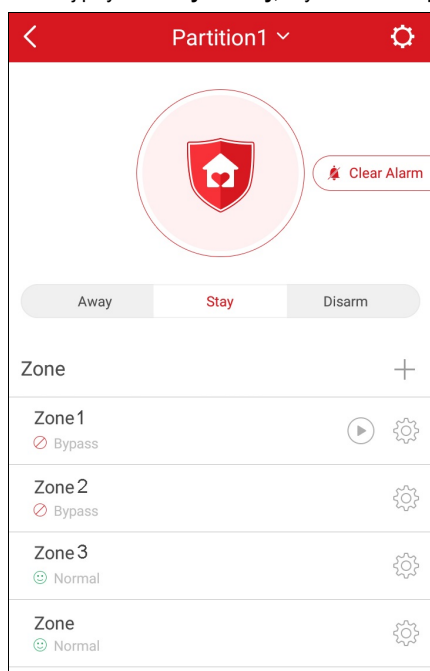 Partition1
Clear Alarm
Away Stay Disarm
Zone
Zone1
Bypass
Zone2
Bypass
Zone3
Normal
Zone
Normal